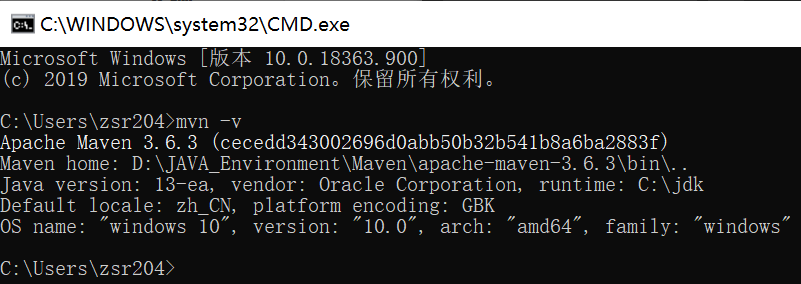 C:\WINDOWS\system32\CMD.exe
Microsoft Windows [版本 10.0.18363.900]
(c) 2019 Microsoft Corporation。保留所有权利。
C:\Users\zsr204>mvn -v
Apache Maven 3.6.3 (cecedd343002696d0abb50b32b541b8a6ba2883f)
Maven home: D:\JAVA_Environment\Maven\apache-maven-3.6.3\bin\..
Java version: 13-ea, vendor: Oracle Corporation, runtime: C:\jdk
Default locale: zh_CN, platform encoding: GBK
OS name: "windows 10", version: "10.0", arch: "amd64", family: "windows"
C:\Users\zsr204>